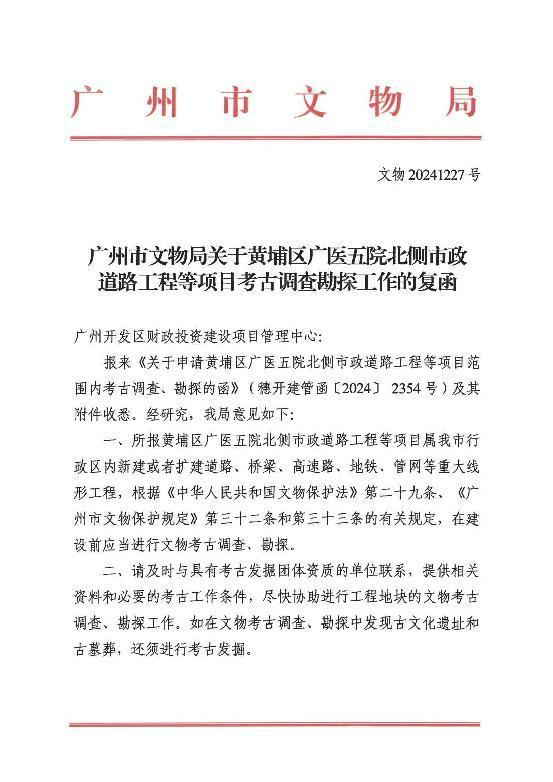 广州市文物局
文物 20241227 号
广州市文物局关于黄埔区广医五院北侧市政
道路工程等项目考古调查勘探工作的复函
广州开发区财政投资建设项目管理中心：
报来《关于申请黄埔区广医五院北侧市政道路工程等项目范
围内考古调查、勘探的函》（穗开建管函〔2024〕 2354 号）及其
附件收悉。经研究，我局意见如下：
一、所报黄埔区广医五院北侧市政道路工程等项目属我市行
政区内新建或者扩建道路、桥梁、高速路、地铁、管网等重大线
形工程，根据《中华人民共和国文物保护法》第二十九条、《广
州市文物保护规定》第三十二条和第三十三条的有关规定，在建
设前应当进行文物考古调查，勘探。
二、请及时与具有考古发掘团体资质的单位联系，提供相关
资料和必要的考古工作条件，尽快协助进行工程地块的文物考古
调查、勘探工作。如在文物考古调查、勘探中发现古文化遗址和
古墓葬，还须进行考古发掘。